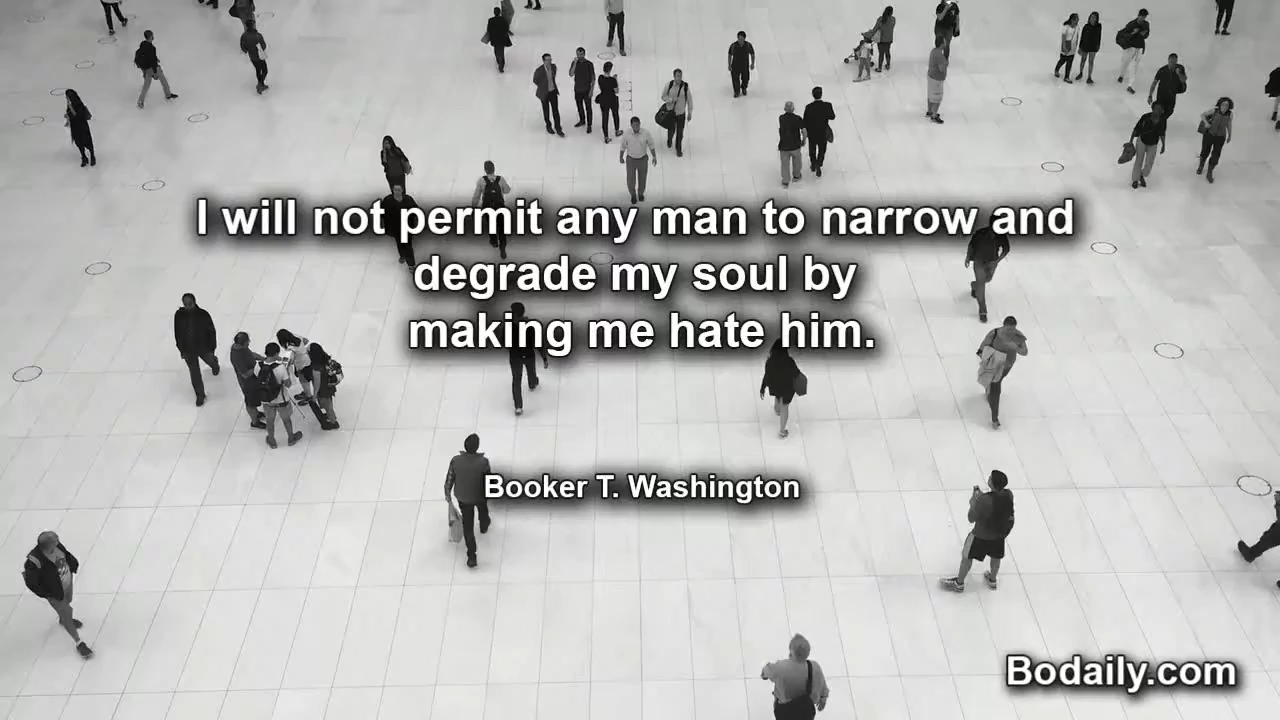 I will not permit any man to narrow and
degrade my soul by
making me hate him.
Booker T. Washington
Bodaily.com